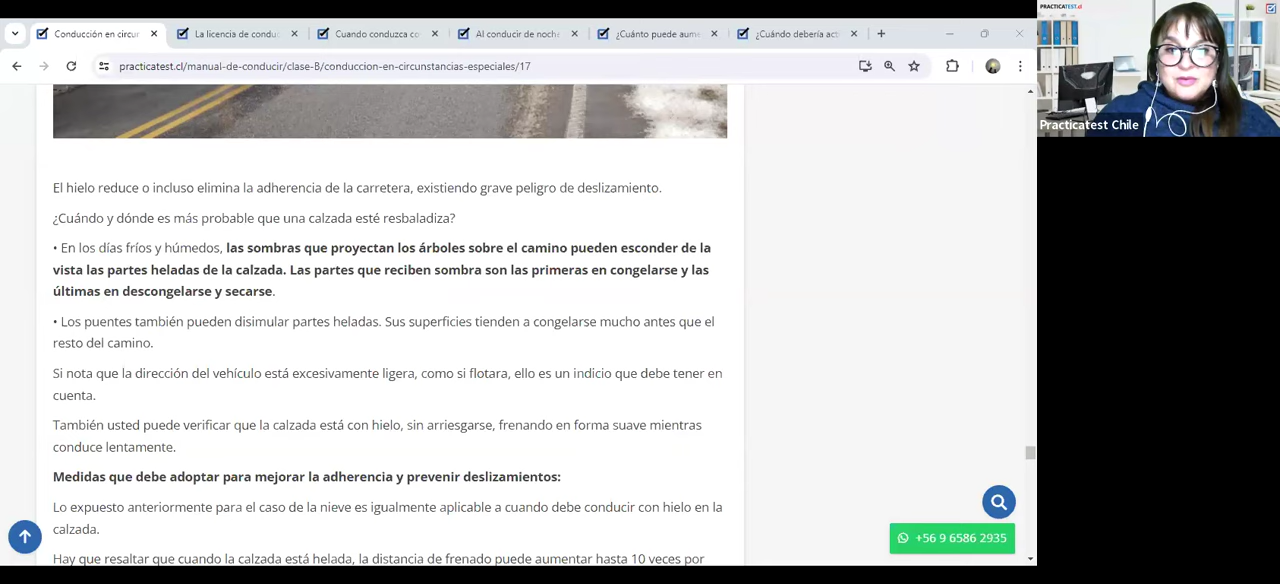 Conducción en circur
La licencia de condu
Cuando conduzca co
Al conducir de noche
¿Cuánto puede aume
¿Cuándo debería act
practicatest.cl/manual-de-conducir/clase-B/conduccion-en-circunstancias-especiales/17
PRACTICATEST.cl
Practicatest Chile
El hielo reduce o incluso elimina la adherencia de la carretera, existiendo grave peligro de deslizamiento.
¿Cuándo y dónde es más probable que una calzada esté resbaladiza?
• En los días fríos y húmedos, las sombras que proyectan los árboles sobre el camino pueden esconder de la
vista las partes heladas de la calzada. Las partes que reciben sombra son las primeras en congelarse y las
últimas en descongelarse y secarse.
• Los puentes también pueden disimular partes heladas. Sus superficies tienden a congelarse mucho antes que el
resto del camino.
Si nota que la dirección del vehículo está excesivamente ligera, como si flotara, ello es un indicio que debe tener en
cuenta.
También usted puede verificar que la calzada está con hielo, sin arriesgarse, frenando en forma suave mientras
conduce lentamente.
Medidas que debe adoptar para mejorar la adherencia y prevenir deslizamientos:
Lo expuesto anteriormente para el caso de la nieve es igualmente aplicable a cuando debe conducir con hielo en la
calzada.
Hay que resaltar que cuando la calzada está helada, la distancia de frenado puede aumentar hasta 10 veces por
+56 9 6586 2935